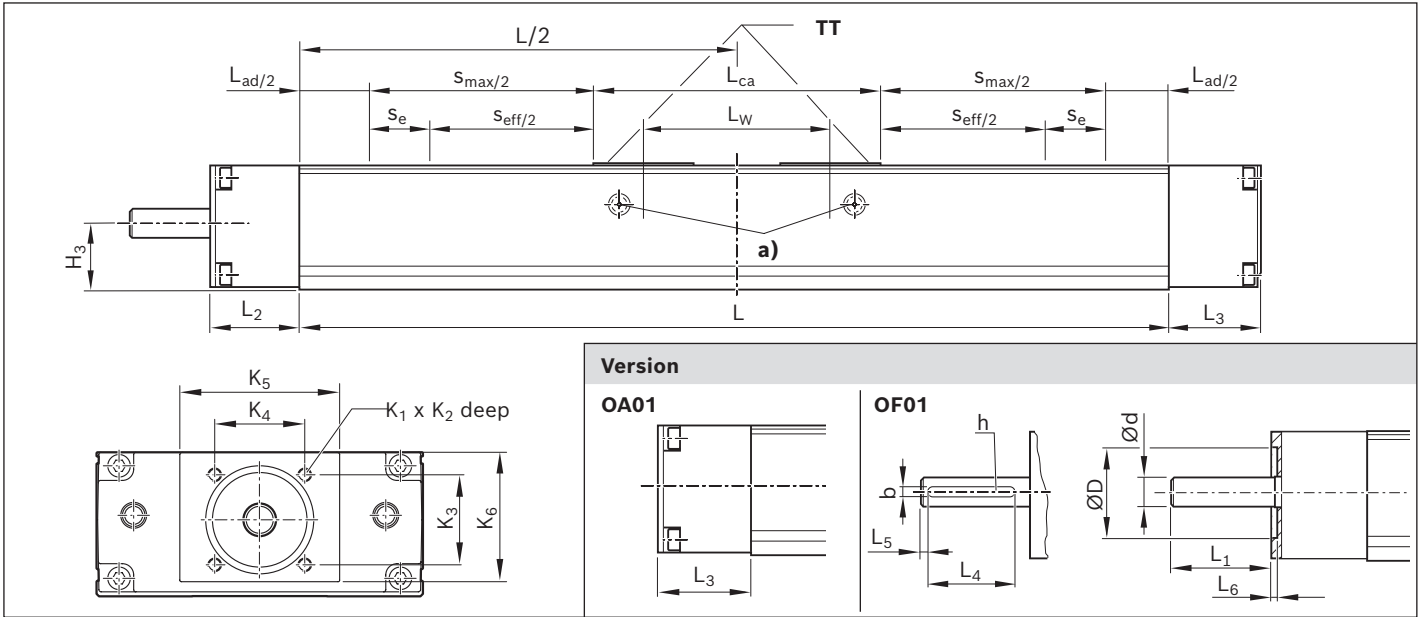 L/2
TT
L_ad/2 s_max/2 L_ca s_max/2 L_ad/2
s_e s_eff/2 L_W s_eff/2 s_e
a)
H_3
L_2 L L_3
K_5
K_4
K_1 x K_2 deep
K_3
K_6
Version
OA01
L_3
OF01
h
b
L_5
L_4
Ød
ØD
L_1
L_6